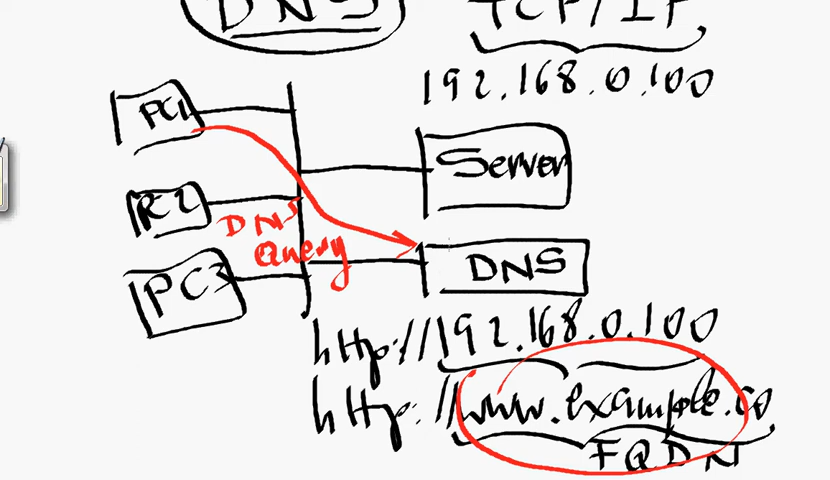 DNS
TCP/IP
192.168.0.100
PC1
Server
R2
DNS
Query
DNS
PC3
http://192.168.0.100
http://www.example.co
FQDN